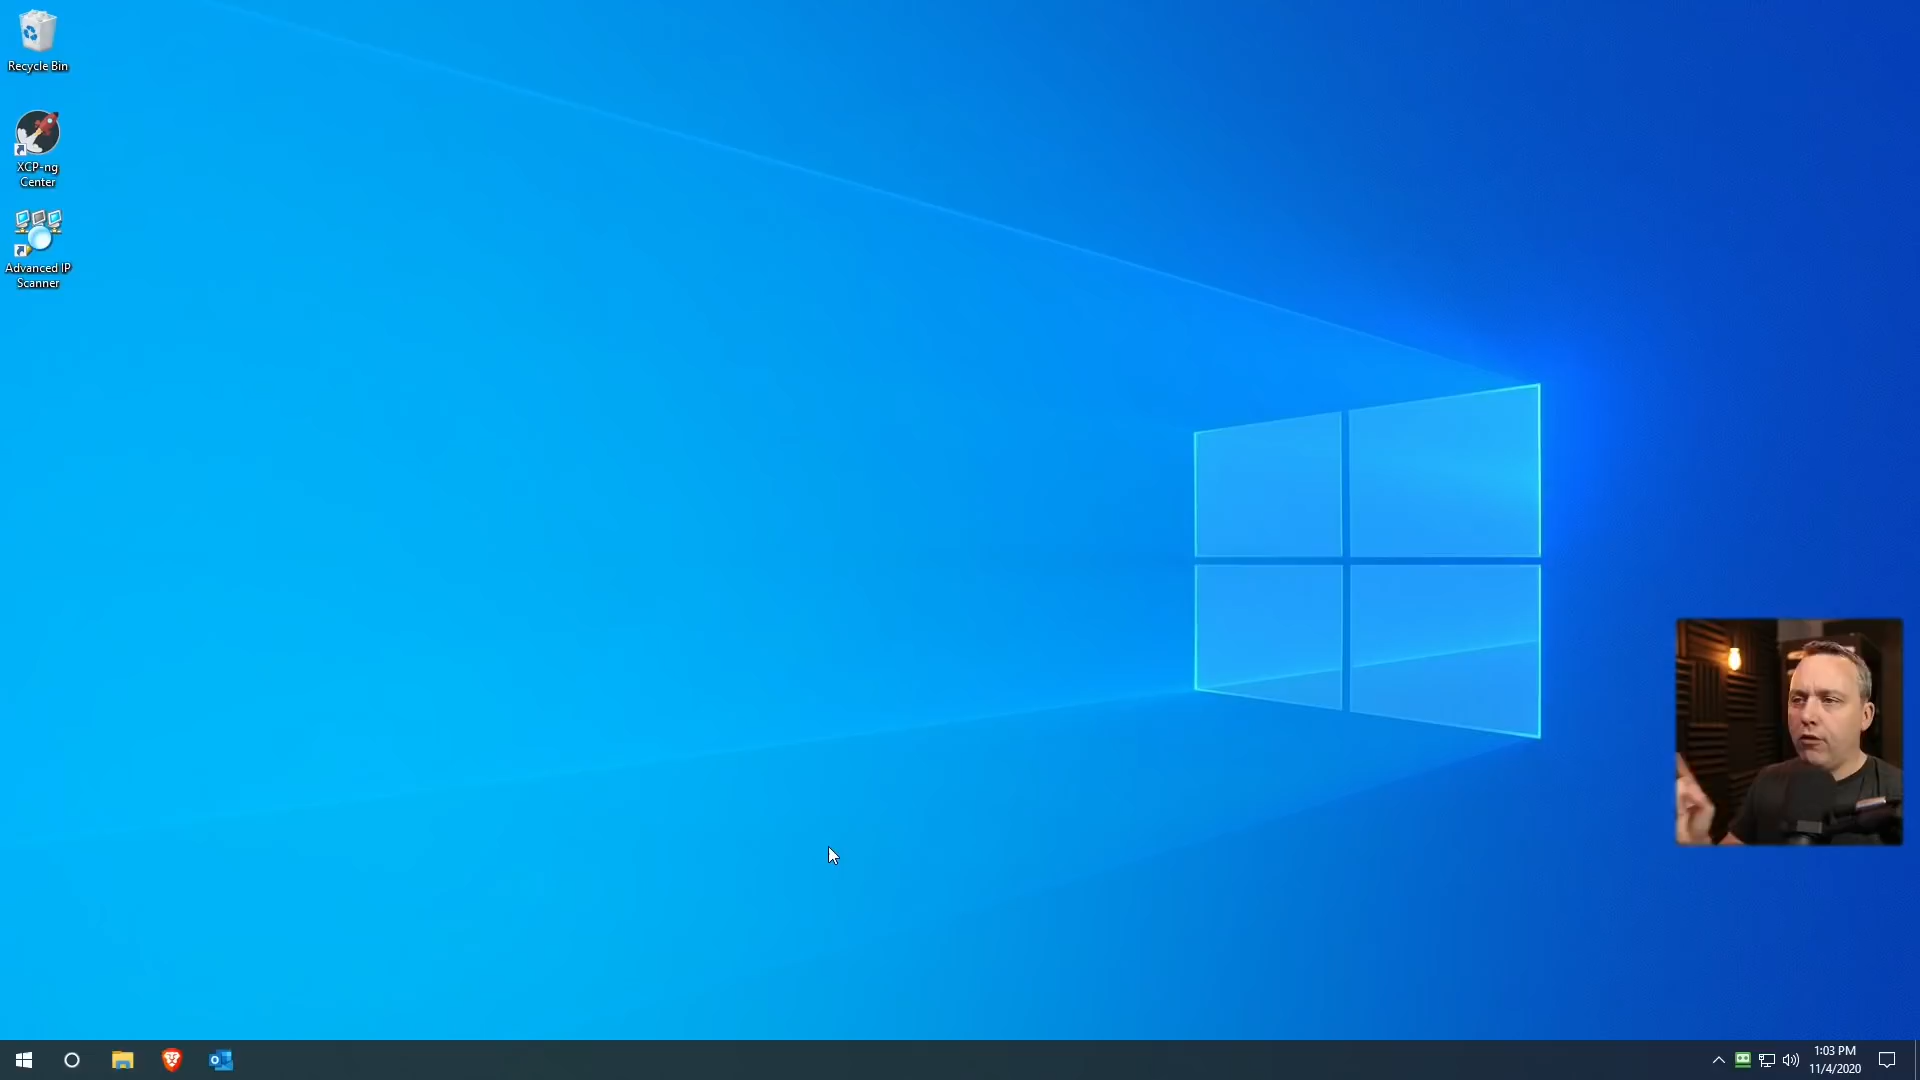 Recycle Bin
XCP-ng
Center
Advanced IP
Scanner
1:03 PM
11/4/2020